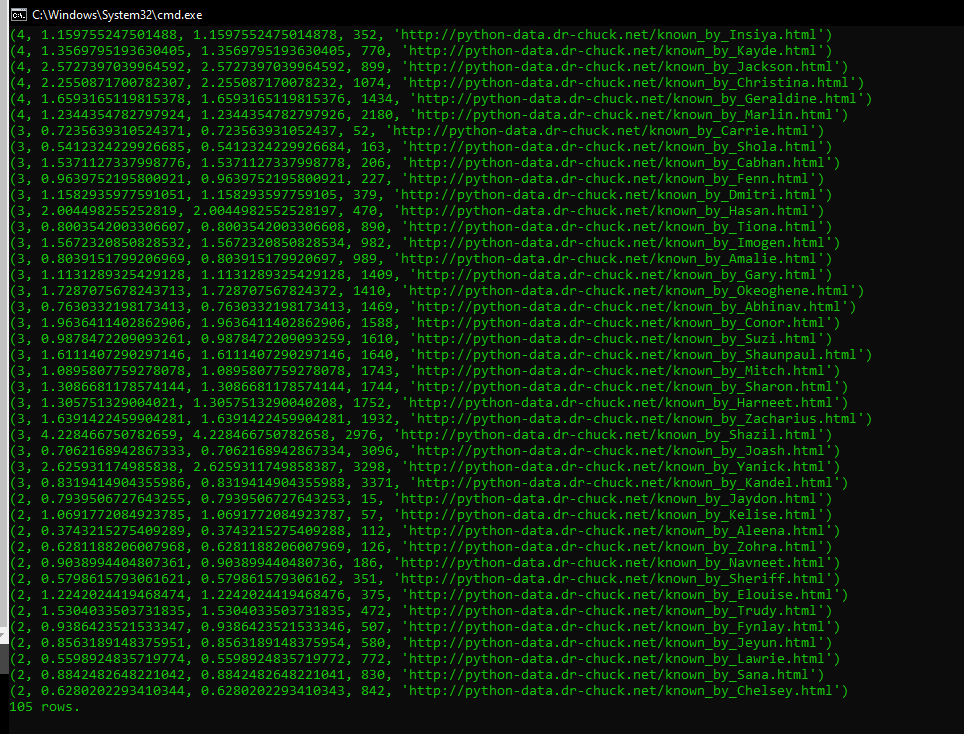 C:\Windows\System32\cmd.exe
(4, 1.159755247501488, 1.1597552475014878, 352, 'http://python-data.dr-chuck.net/known_by_Insiya.html')
(4, 1.3569795193630405, 1.3569795193630405, 770, 'http://python-data.dr-chuck.net/known_by_Kayde.html')
(4, 2.5727397039964592, 2.5727397039964592, 899, 'http://python-data.dr-chuck.net/known_by_Jackson.html')
(4, 2.2550871700782307, 2.255087170078232, 1074, 'http://python-data.dr-chuck.net/known_by_Christina.html')
(4, 1.6593165119815378, 1.6593165119815376, 1434, 'http://python-data.dr-chuck.net/known_by_Geraldine.html')
(4, 1.2344354782797924, 1.2344354782797926, 2180, 'http://python-data.dr-chuck.net/known_by_Marlin.html')
(3, 0.7235639310524371, 0.723563931052437, 52, 'http://python-data.dr-chuck.net/known_by_Carrie.html')
(3, 0.5412324229926685, 0.5412324229926684, 163, 'http://python-data.dr-chuck.net/known_by_Shola.html')
(3, 1.5371127337998776, 1.5371127337998778, 206, 'http://python-data.dr-chuck.net/known_by_Cabhan.html')
(3, 0.9639752195800921, 0.9639752195800921, 227, 'http://python-data.dr-chuck.net/known_by_Fenn.html')
(3, 1.1582935977591051, 1.158293597759105, 379, 'http://python-data.dr-chuck.net/known_by_Dmitri.html')
(3, 2.004498255252819, 2.0044982552528197, 470, 'http://python-data.dr-chuck.net/known_by_Hasan.html')
(3, 0.8003542003306607, 0.8003542003306608, 890, 'http://python-data.dr-chuck.net/known_by_Tiona.html')
(3, 1.5672320850828532, 1.5672320850828534, 982, 'http://python-data.dr-chuck.net/known_by_Imogen.html')
(3, 0.8039151799206969, 0.803915179920697, 989, 'http://python-data.dr-chuck.net/known_by_Amalie.html')
(3, 1.1131289325429128, 1.1131289325429128, 1409, 'http://python-data.dr-chuck.net/known_by_Gary.html')
(3, 1.7287075678243713, 1.728707567824372, 1410, 'http://python-data.dr-chuck.net/known_by_Okeoghene.html')
(3, 0.7630332198173413, 0.7630332198173413, 1469, 'http://python-data.dr-chuck.net/known_by_Abhinav.html')
(3, 1.9636411402862906, 1.9636411402862906, 1588, 'http://python-data.dr-chuck.net/known_by_Conor.html')
(3, 0.9878472209093261, 0.9878472209093259, 1610, 'http://python-data.dr-chuck.net/known_by_Suzi.html')
(3, 1.6111407290297146, 1.6111407290297146, 1640, 'http://python-data.dr-chuck.net/known_by_Shaunpaul.html')
(3, 1.0895807759278078, 1.0895807759278078, 1743, 'http://python-data.dr-chuck.net/known_by_Mitch.html')
(3, 1.3086681178574144, 1.3086681178574144, 1744, 'http://python-data.dr-chuck.net/known_by_Sharon.html')
(3, 1.305751329004021, 1.3057513290040208, 1752, 'http://python-data.dr-chuck.net/known_by_Harneet.html')
(3, 1.6391422459904281, 1.6391422459904281, 1932, 'http://python-data.dr-chuck.net/known_by_Zacharius.html')
(3, 4.228466750782659, 4.228466750782658, 2976, 'http://python-data.dr-chuck.net/known_by_Shazil.html')
(3, 0.7062168942867333, 0.7062168942867334, 3096, 'http://python-data.dr-chuck.net/known_by_Joash.html')
(3, 2.625931174985838, 2.6259311749858387, 3298, 'http://python-data.dr-chuck.net/known_by_Yanick.html')
(3, 0.8319414904355986, 0.8319414904355988, 3371, 'http://python-data.dr-chuck.net/known_by_Kandel.html')
(2, 0.7939506727643255, 0.7939506727643253, 15, 'http://python-data.dr-chuck.net/known_by_Jaydon.html')
(2, 1.0691772084923785, 1.0691772084923787, 57, 'http://python-data.dr-chuck.net/known_by_Kelise.html')
(2, 0.3743215275409289, 0.3743215275409288, 112, 'http://python-data.dr-chuck.net/known_by_Aleena.html')
(2, 0.6281188206007968, 0.6281188206007969, 126, 'http://python-data.dr-chuck.net/known_by_Zohra.html')
(2, 0.9038994404807361, 0.903899440480736, 186, 'http://python-data.dr-chuck.net/known_by_Navneet.html')
(2, 0.5798615793061621, 0.579861579306162, 351, 'http://python-data.dr-chuck.net/known_by_Sheriff.html')
(2, 1.2242024419468474, 1.2242024419468476, 375, 'http://python-data.dr-chuck.net/known_by_Elouise.html')
(2, 1.5304033503731835, 1.5304033503731835, 472, 'http://python-data.dr-chuck.net/known_by_Trudy.html')
(2, 0.9386423521533347, 0.9386423521533346, 507, 'http://python-data.dr-chuck.net/known_by_Fynlay.html')
(2, 0.8563189148375951, 0.8563189148375954, 580, 'http://python-data.dr-chuck.net/known_by_Jeyun.html')
(2, 0.5598924835719774, 0.5598924835719772, 772, 'http://python-data.dr-chuck.net/known_by_Lawrie.html')
(2, 0.8842482648221042, 0.8842482648221041, 830, 'http://python-data.dr-chuck.net/known_by_Sana.html')
(2, 0.6280202293410344, 0.6280202293410343, 842, 'http://python-data.dr-chuck.net/known_by_Chelsey.html')
105 rows.